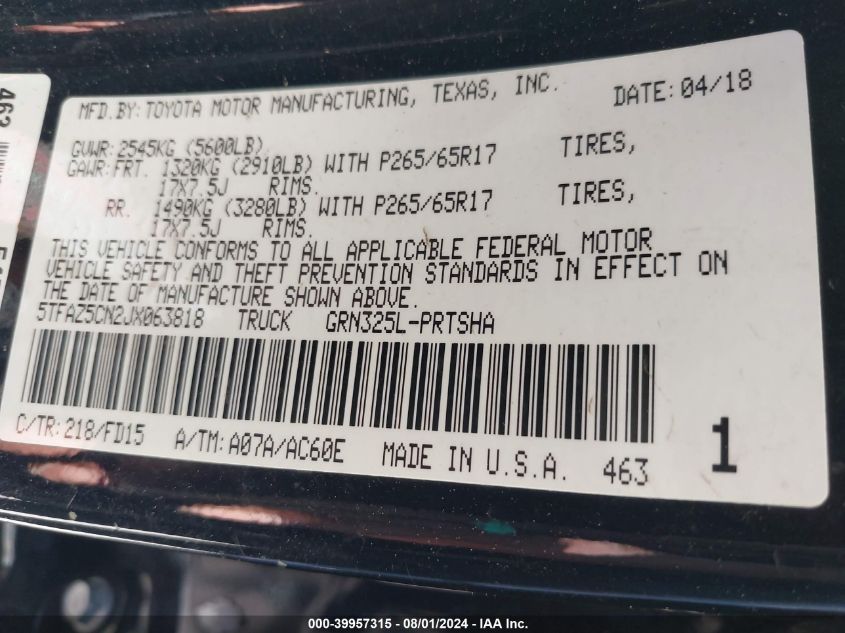 MFD.BY:TOYOTA MOTOR MANUFACTURING, TEXAS, INC. DATE:04/18
GVWR:2545KG (5600LB)
GAWR:FRT. 1320KG (2910LB) WITH P265/65R17 TIRES,
17X7.5J RIMS.
RR. 1490KG (3280LB) WITH P265/65R17 TIRES,
17X7.5J RIMS.
THIS VEHICLE CONFORMS TO ALL APPLICABLE FEDERAL MOTOR
VEHICLE SAFETY AND THEFT PREVENTION STANDARDS IN EFFECT ON
THE DATE OF MANUFACTURE SHOWN ABOVE.
5TFAZ5CN2JX063818 TRUCK GRN325L-PRTSHA
C/TR:218/FD15 A/TM:A07A/AC60E MADE IN U.S.A. 463
1
463
000-39957315 - 08/01/2024 - IAA Inc.